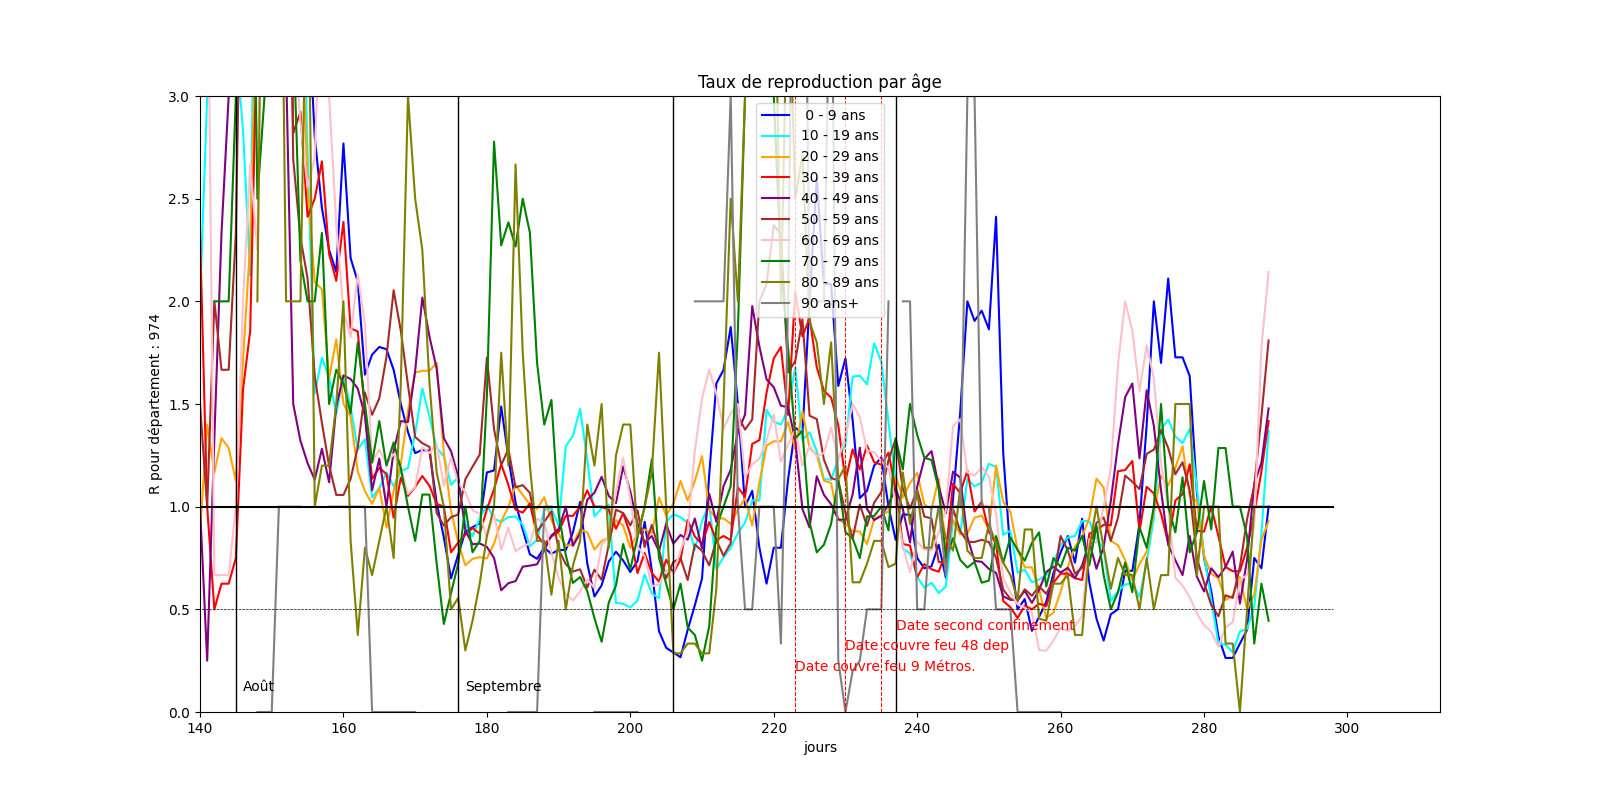 Taux de reproduction par âge
R pour département : 974
3.0
2.5
2.0
1.5
1.0
0.5
0.0
0 - 9 ans
10 - 19 ans
20 - 29 ans
30 - 39 ans
40 - 49 ans
50 - 59 ans
60 - 69 ans
70 - 79 ans
80 - 89 ans
90 ans+
Date second confinement
Date couvre feu 48 dep
Date couvre feu 9 Métros.
Août
Septembre
140 160 180 200 220 240 260 280 300
jours